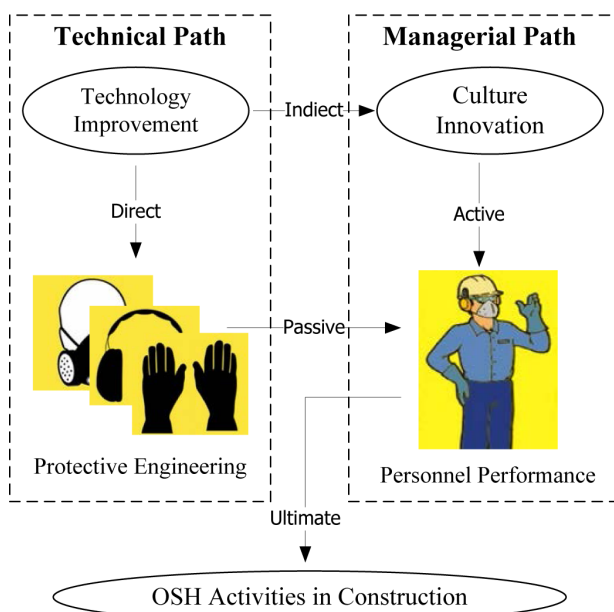 Technical Path
Managerial Path
Technology
Improvement
Indiect
Culture
Innovation
Direct
Active
Passive
Protective Engineering
Personnel Performance
Ultimate
OSH Activities in Construction